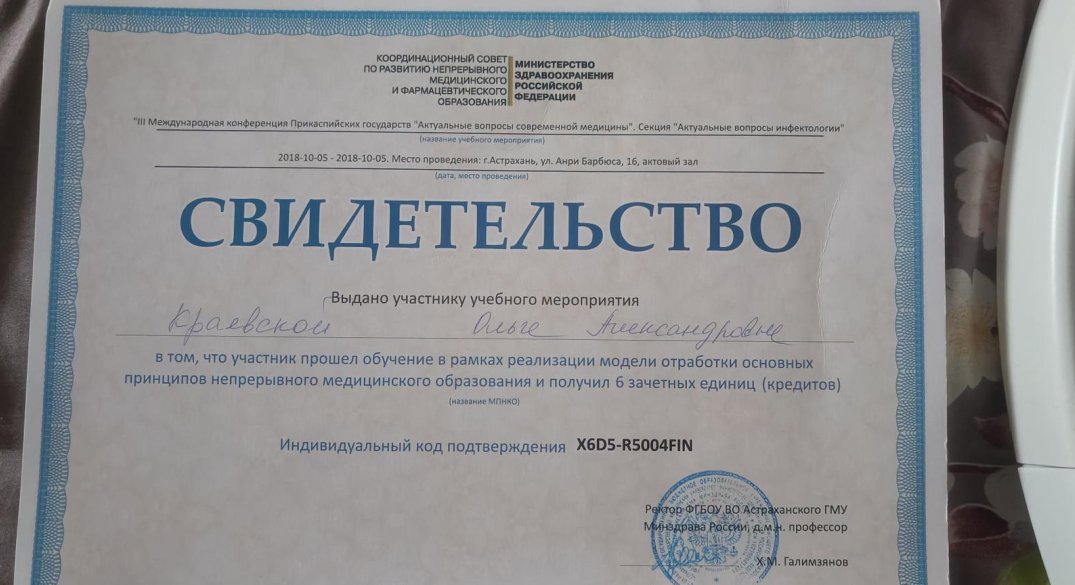 КООРДИНАЦИОННЫЙ СОВЕТ
ПО РАЗВИТИЮ НЕПРЕРЫВНОГО
МЕДИЦИНСКОГО
И ФАРМАЦЕВТИЧЕСКОГО
ОБРАЗОВАНИЯ
МИНИСТЕРСТВО
ЗДРАВООХРАНЕНИЯ
РОССИЙСКОЙ
ФЕДЕРАЦИИ
"III Международная конференция Прикаспийских государств "Актуальные вопросы современной медицины". Секция "Актуальные вопросы инфектологии"
(название учебного мероприятия)
2018-10-05 - 2018-10-05. Место проведения: г.Астрахань, ул. Анри Барбюса, 16, актовый зал
(дата, место проведения)
СВИДЕТЕЛЬСТВО
Выдано участнику учебного мероприятия
Краевской Ольге Александровне
в том, что участник прошел обучение в рамках реализации модели отработки основных
принципов непрерывного медицинского образования и получил 6 зачетных единиц (кредитов)
(название МПНКО)
Индивидуальный код подтверждения X6D5-R5004FIN
Ректор ФГБОУ ВО Астраханского ГМУ
Минздрава России, д.м.н. профессор
Х.М. Галимзянов